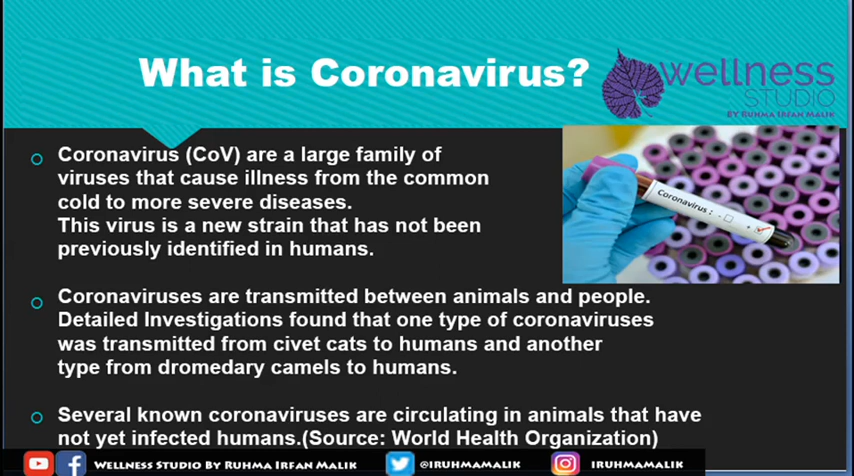 What is Coronavirus?
wellness
STUDIO
BY RUHMA IRFAN MALIK
Coronavirus (CoV) are a large family of
viruses that cause illness from the common
cold to more severe diseases.
This virus is a new strain that has not been
previously identified in humans.
Coronavirus : - +
Coronaviruses are transmitted between animals and people.
Detailed Investigations found that one type of coronaviruses
was transmitted from civet cats to humans and another
type from dromedary camels to humans.
Several known coronaviruses are circulating in animals that have
not yet infected humans.(Source: World Health Organization)
WELLNESS STUDIO BY RUHMA IRFAN MALIK @IRUHMAMALIK IRUHMAMALIK